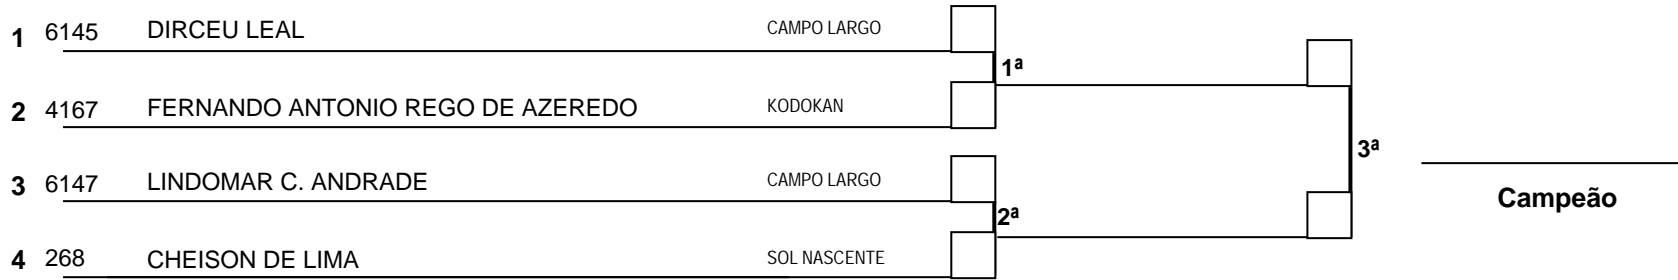 1 6145 DIRCEU LEAL CAMPO LARGO
1ª
2 4167 FERNANDO ANTONIO REGO DE AZEREDO KODOKAN
3ª
3 6147 LINDOMAR C. ANDRADE CAMPO LARGO
Campeão
2ª
4 268 CHEISON DE LIMA SOL NASCENTE